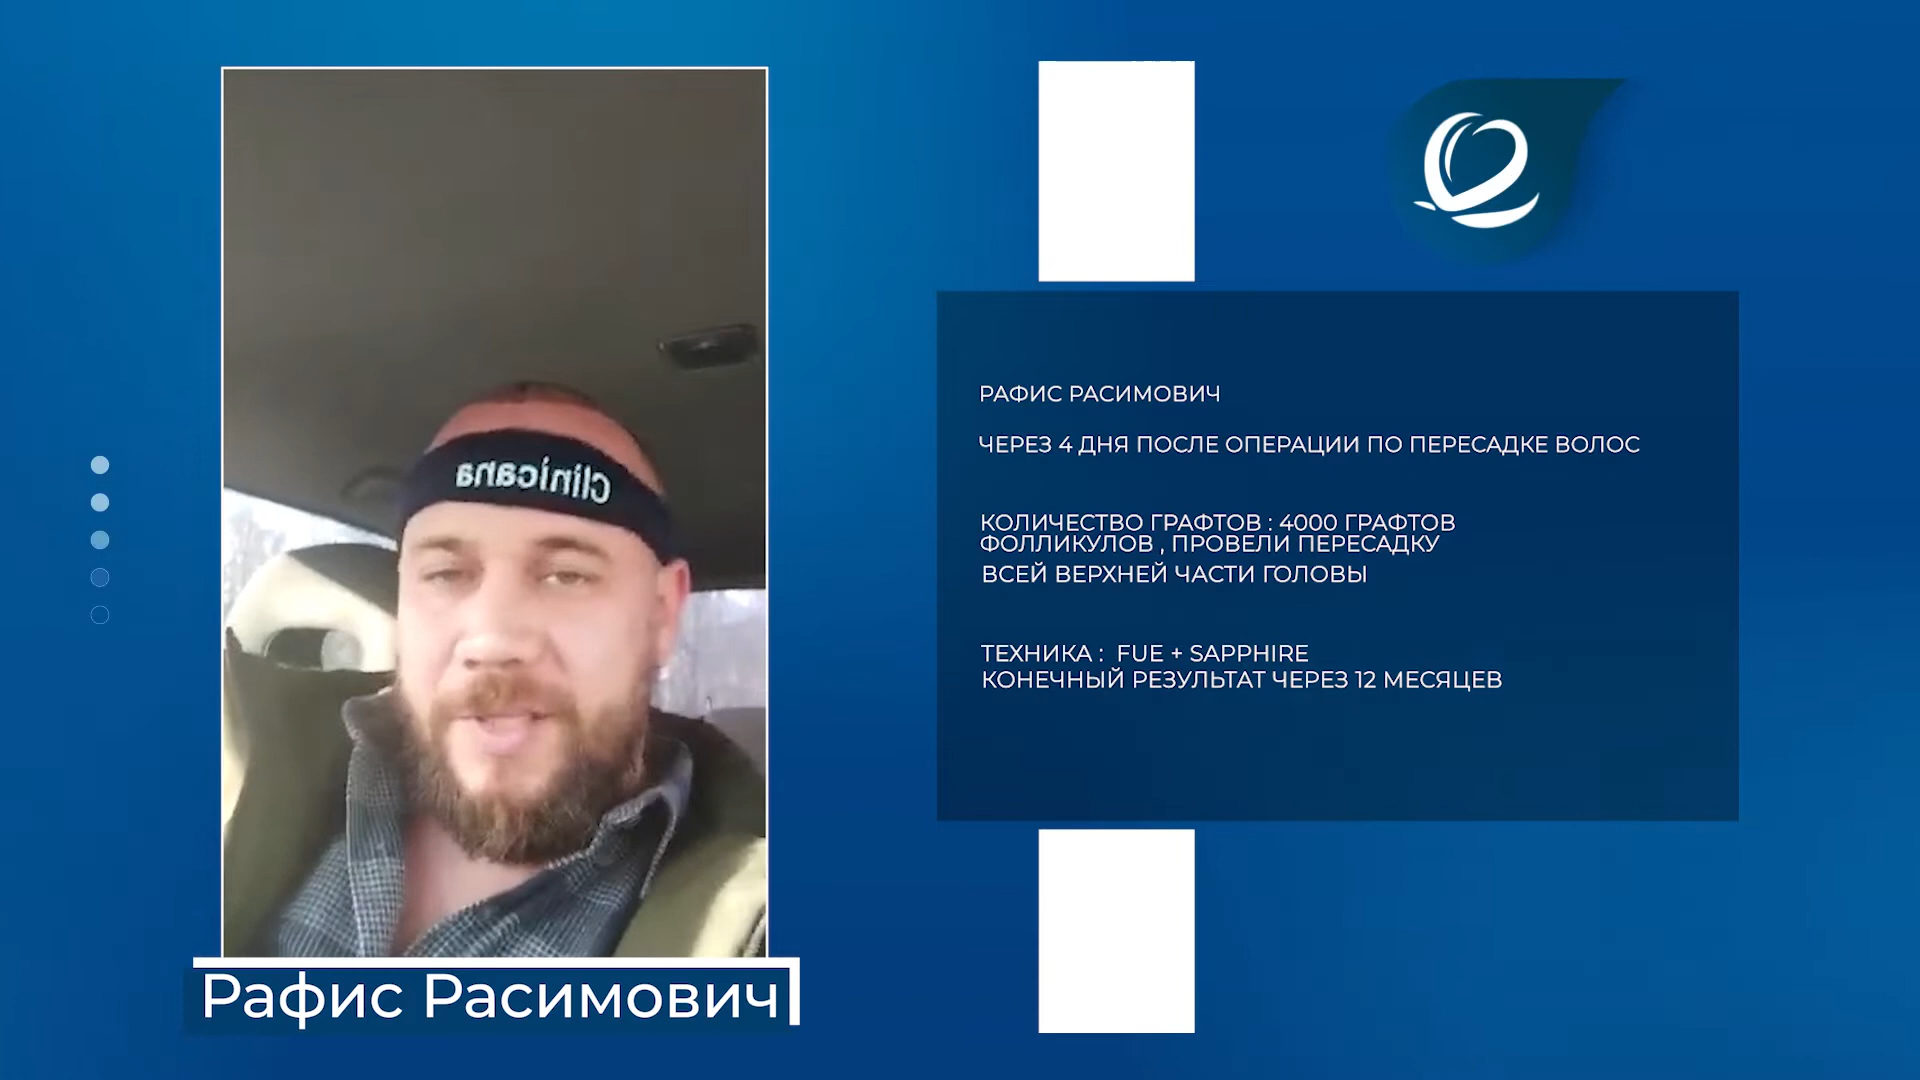 clinicana
Рафис Расимович
РАФИС РАСИМОВИЧ
ЧЕРЕЗ 4 ДНЯ ПОСЛЕ ОПЕРАЦИИ ПО ПЕРЕСАДКЕ ВОЛОС
КОЛИЧЕСТВО ГРАФТОВ : 4000 ГРАФТОВ
ФОЛЛИКУЛОВ , ПРОВЕЛИ ПЕРЕСАДКУ
ВСЕЙ ВЕРХНЕЙ ЧАСТИ ГОЛОВЫ
ТЕХНИКА : FUE + SAPPHIRE
КОНЕЧНЫЙ РЕЗУЛЬТАТ ЧЕРЕЗ 12 МЕСЯЦЕВ